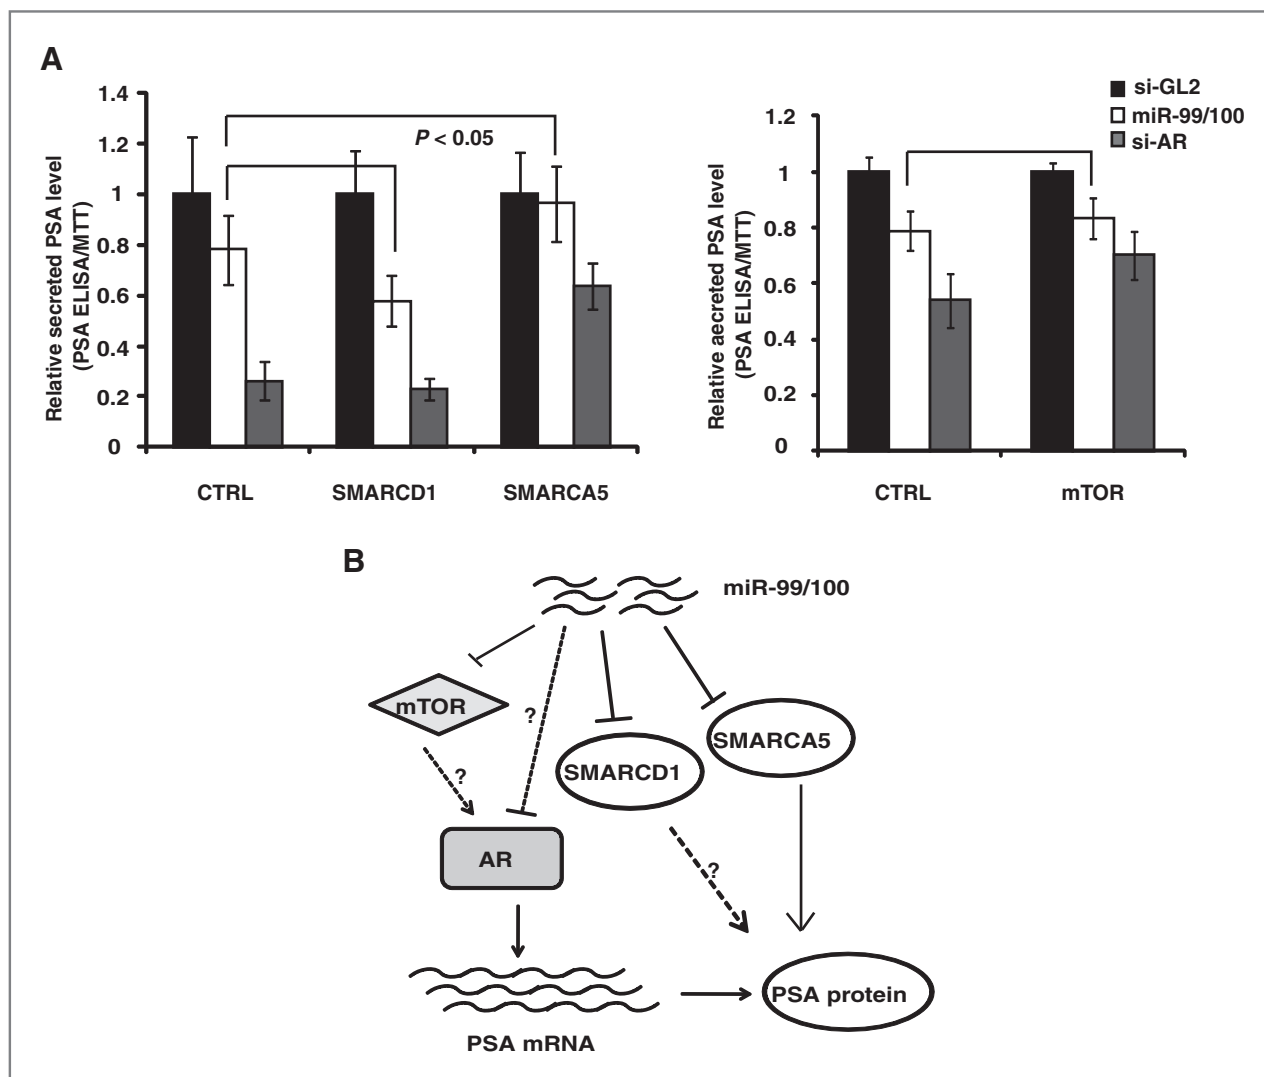 A
1.4
1.2
1
0.8
0.6
0.4
0.2
0
Relative secreted PSA level
(PSA ELISA/MTT)
P < 0.05
CTRL
SMARCD1
SMARCA5
1.2
1
0.8
0.6
0.4
0.2
0
Relative aecreted PSA level
(PSA ELISA/MTT)
CTRL
mTOR
si-GL2
miR-99/100
si-AR
B
miR-99/100
mTOR
?
SMARCA5
SMARCD1
?
AR
?
PSA protein
PSA mRNA